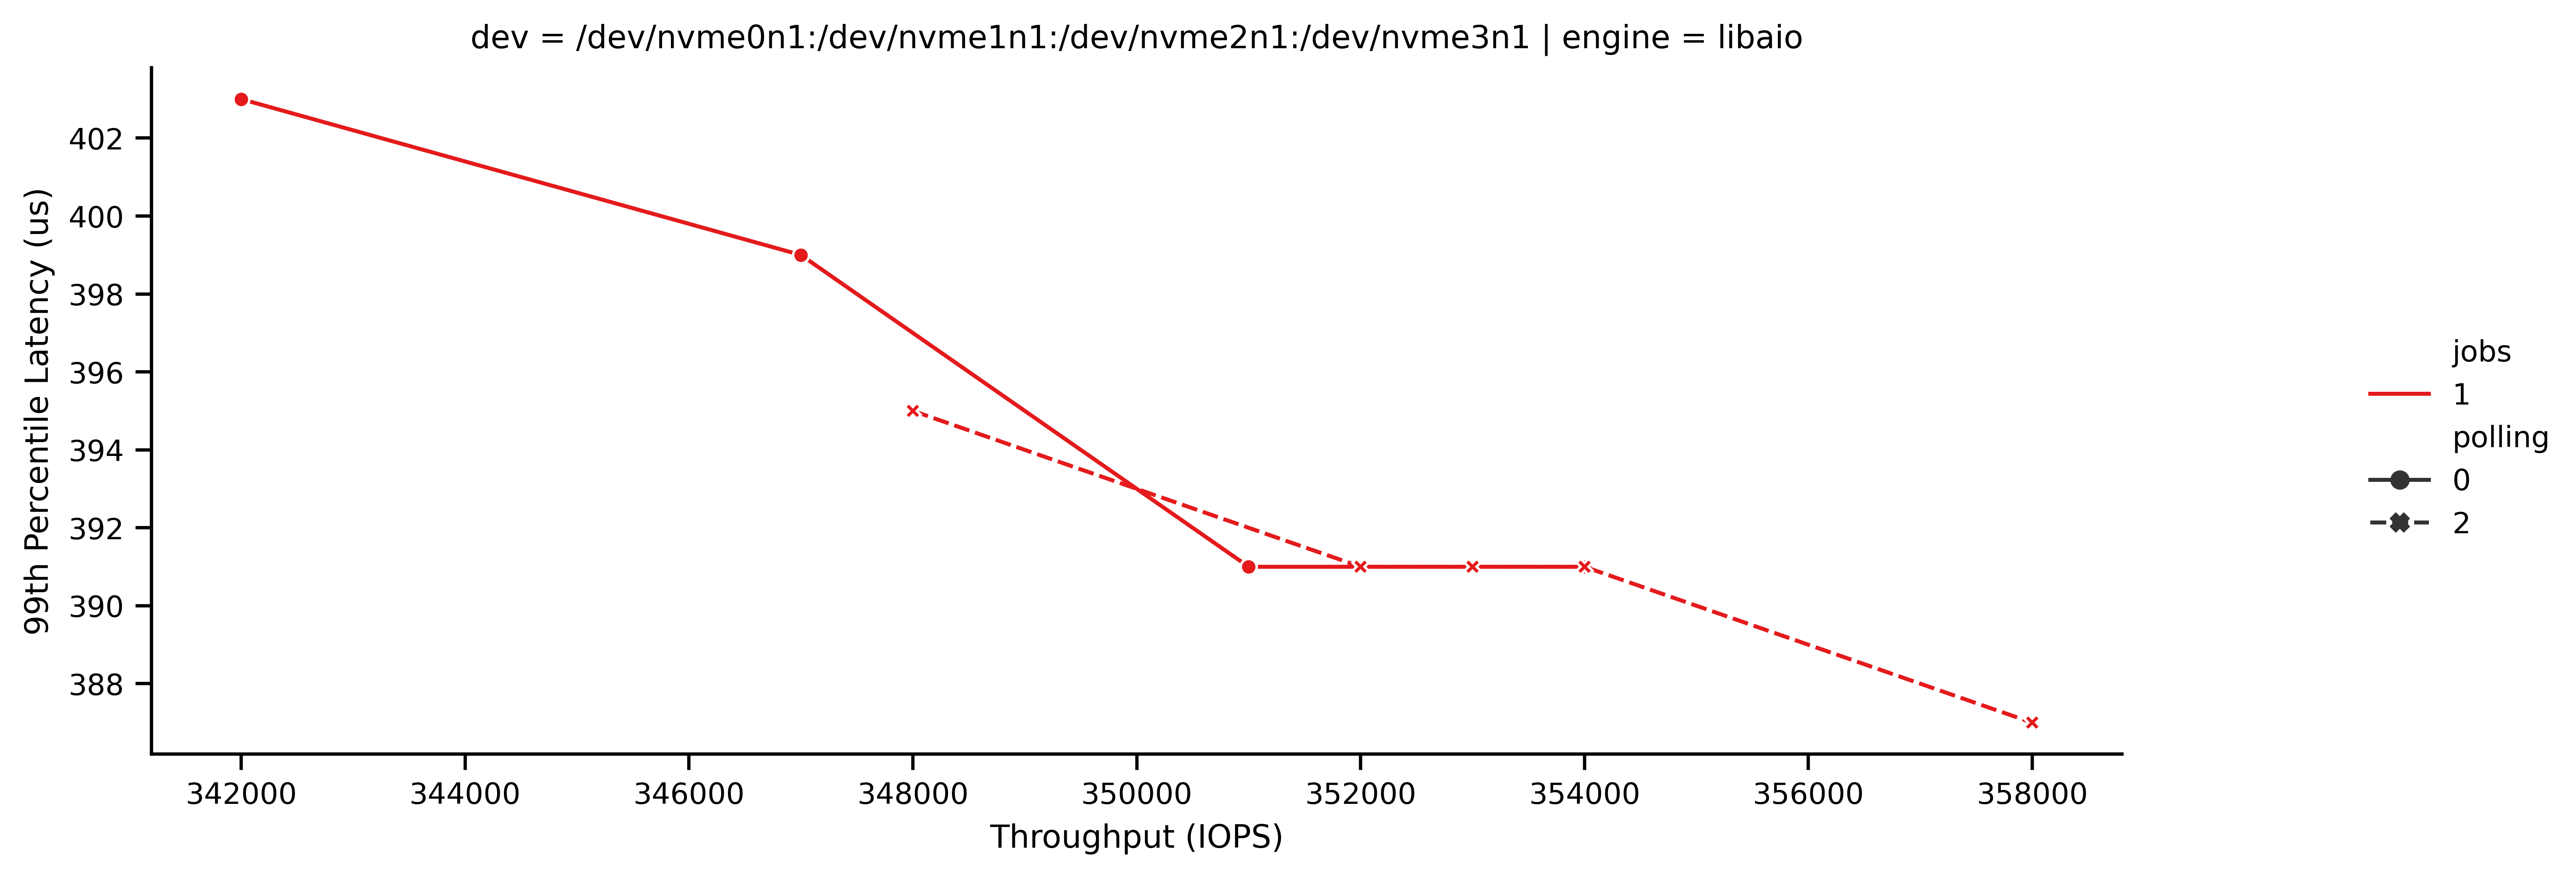 dev = /dev/nvme0n1:/dev/nvme1n1:/dev/nvme2n1:/dev/nvme3n1 | engine = libaio
99th Percentile Latency (us)
402
400
398
396
394
392
390
388
342000 344000 346000 348000 350000 352000 354000 356000 358000
Throughput (IOPS)
jobs
1
polling
0
2